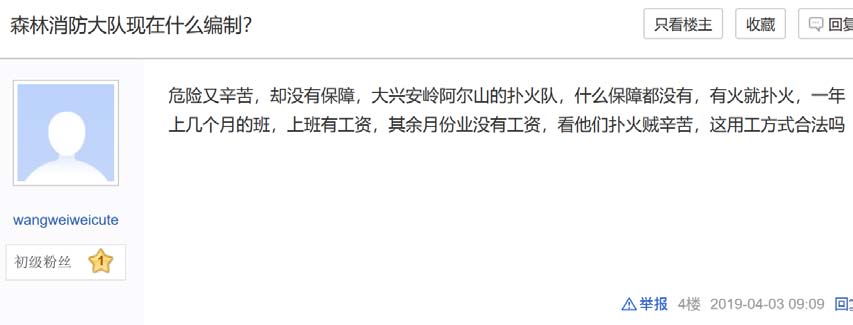 森林消防大队现在什么编制?
只看楼主
收藏
危险又辛苦，却没有保障，大兴安岭阿尔山的扑火队，什么保障都没有，有火就扑火，一年
上几个月的班，上班有工资，其余月份业没有工资，看他们扑火贼辛苦，这用工方式合法吗
wangweiweicute
初级粉丝 1
举报 4楼 2019-04-03 09:09